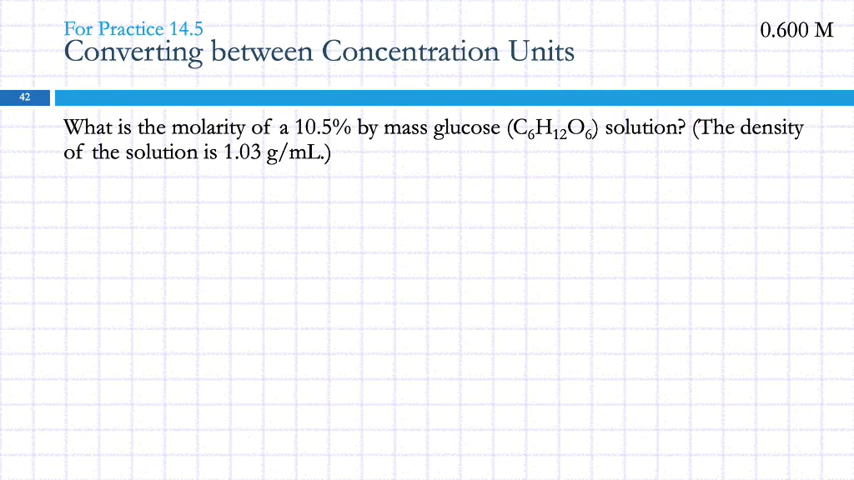 For Practice 14.5
0.600 M
Converting between Concentration Units
42
What is the molarity of a 10.5% by mass glucose (C₆H₁₂O₆) solution? (The density
of the solution is 1.03 g/mL.)